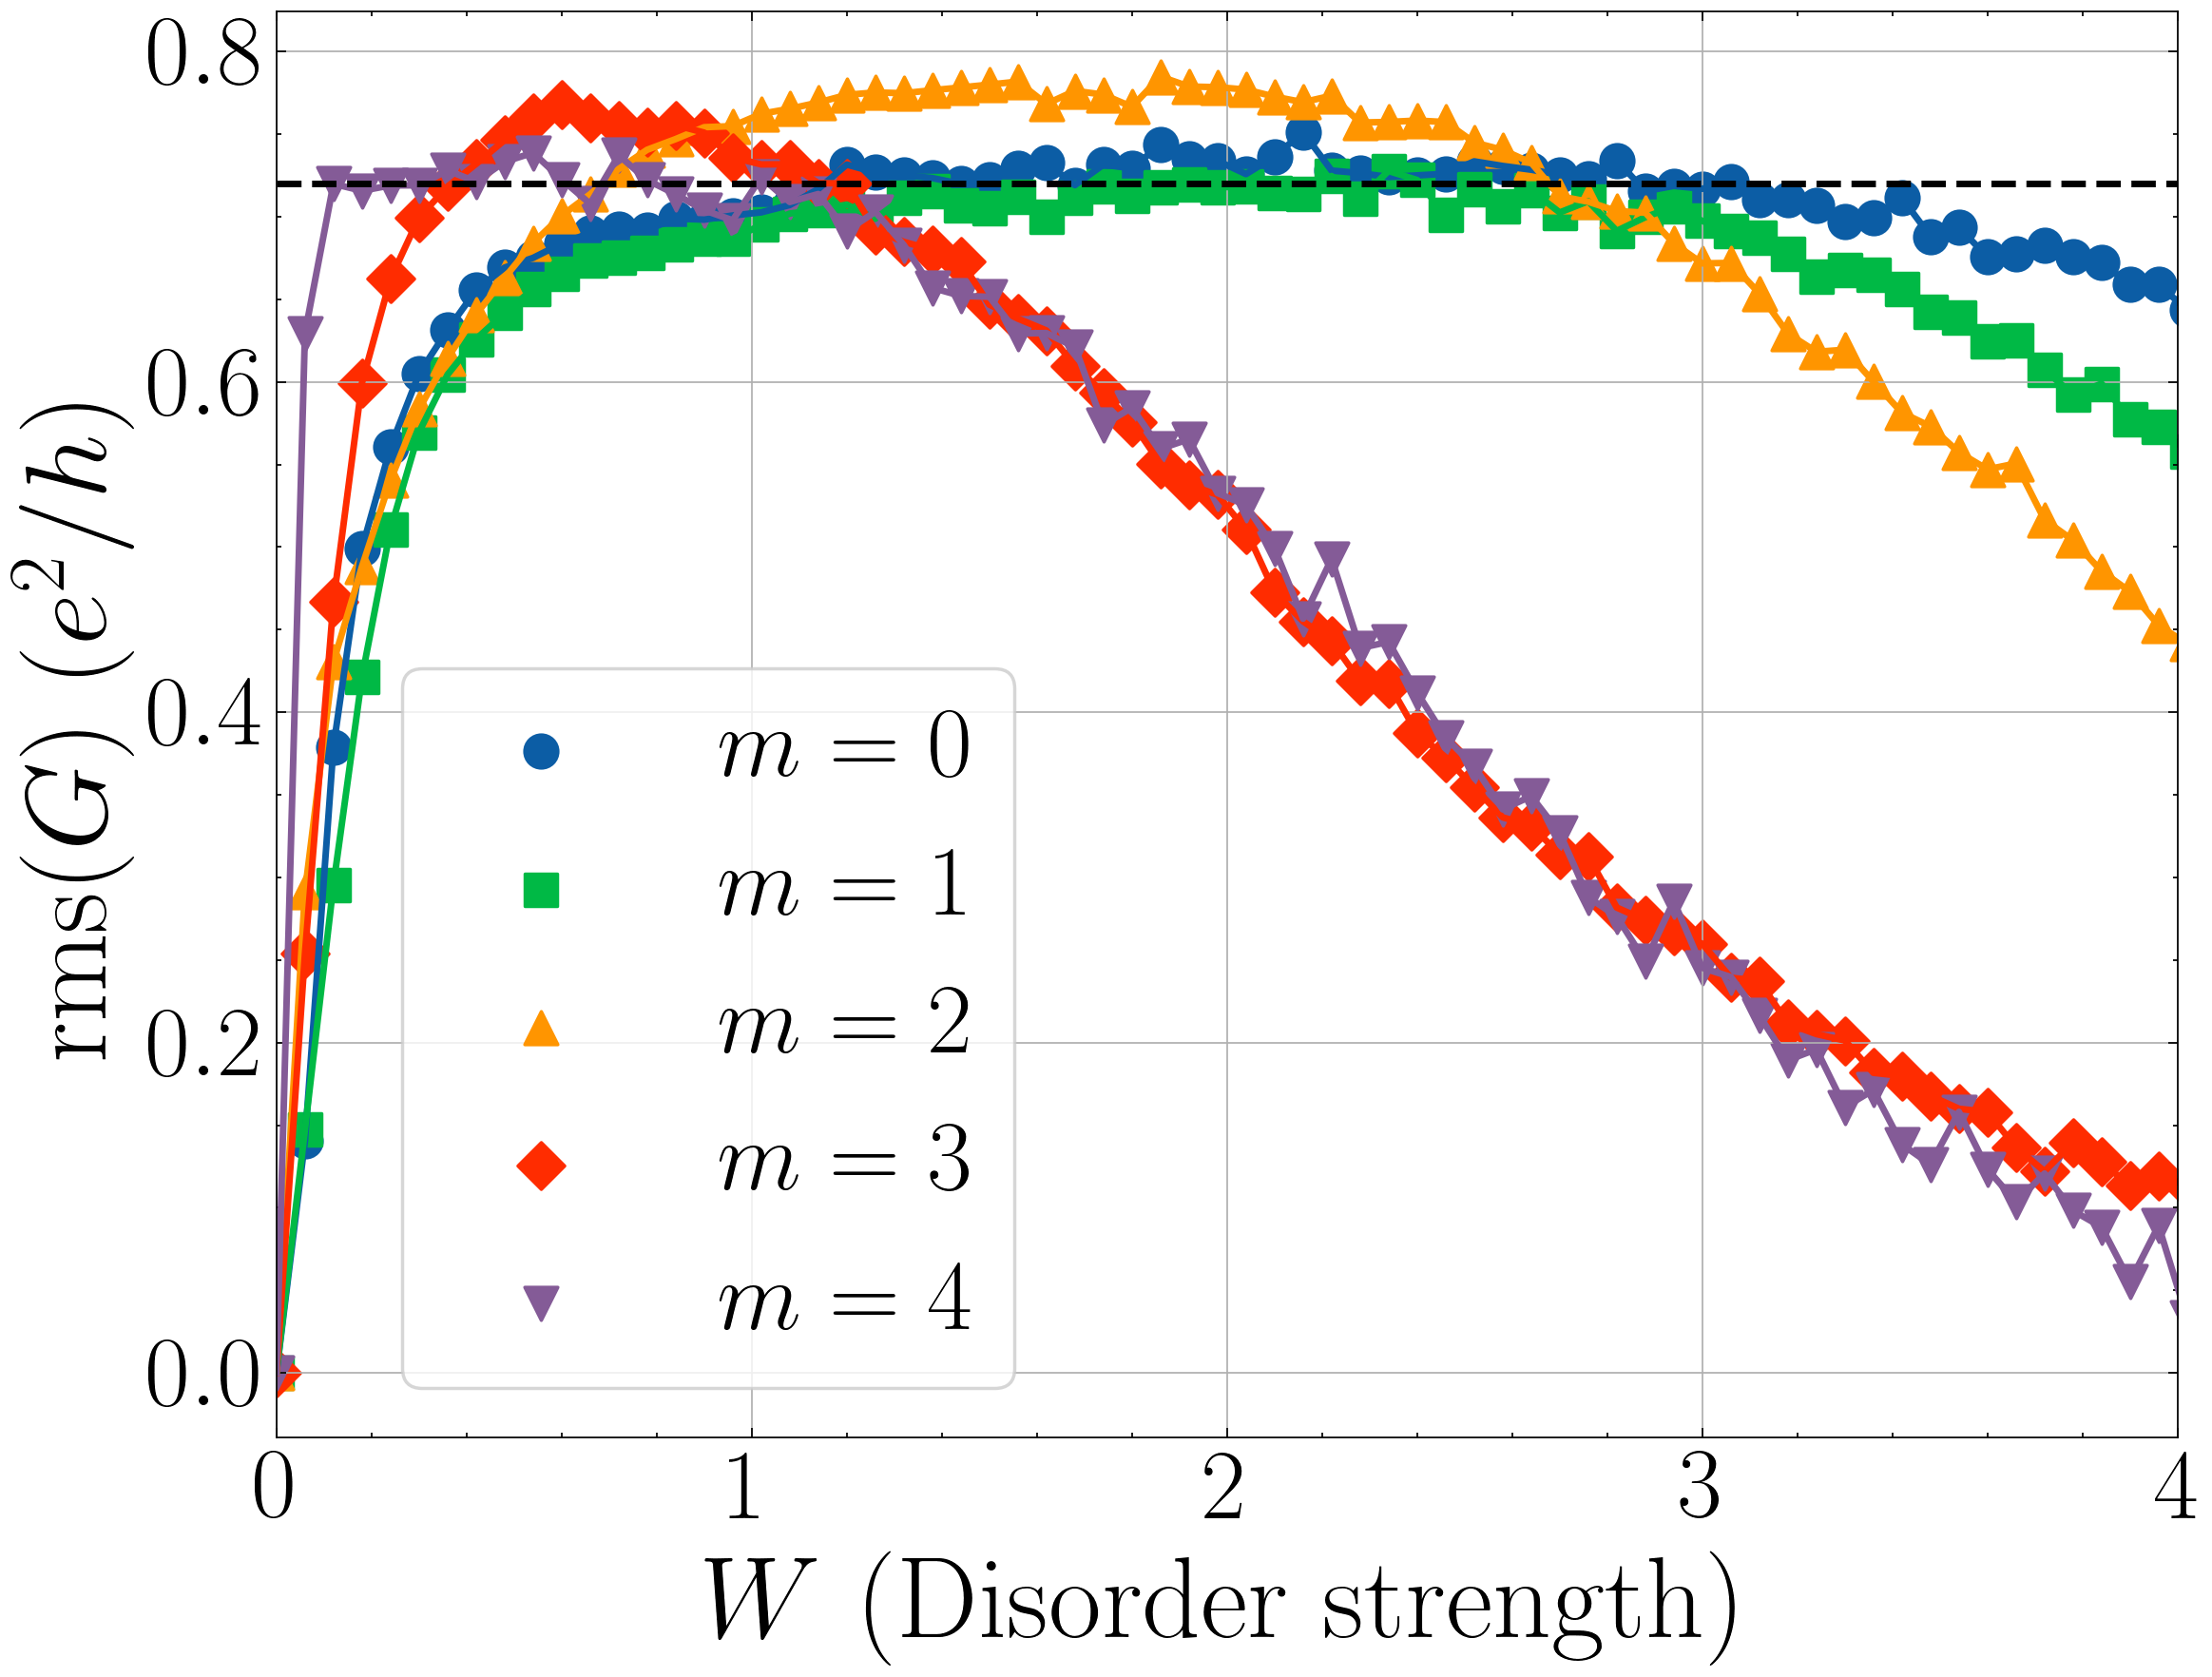 rms(G) (e²/h)
0.8
0.6
0.4
0.2
0.0
m = 0
m = 1
m = 2
m = 3
m = 4
0 1 2 3 4
W (Disorder strength)